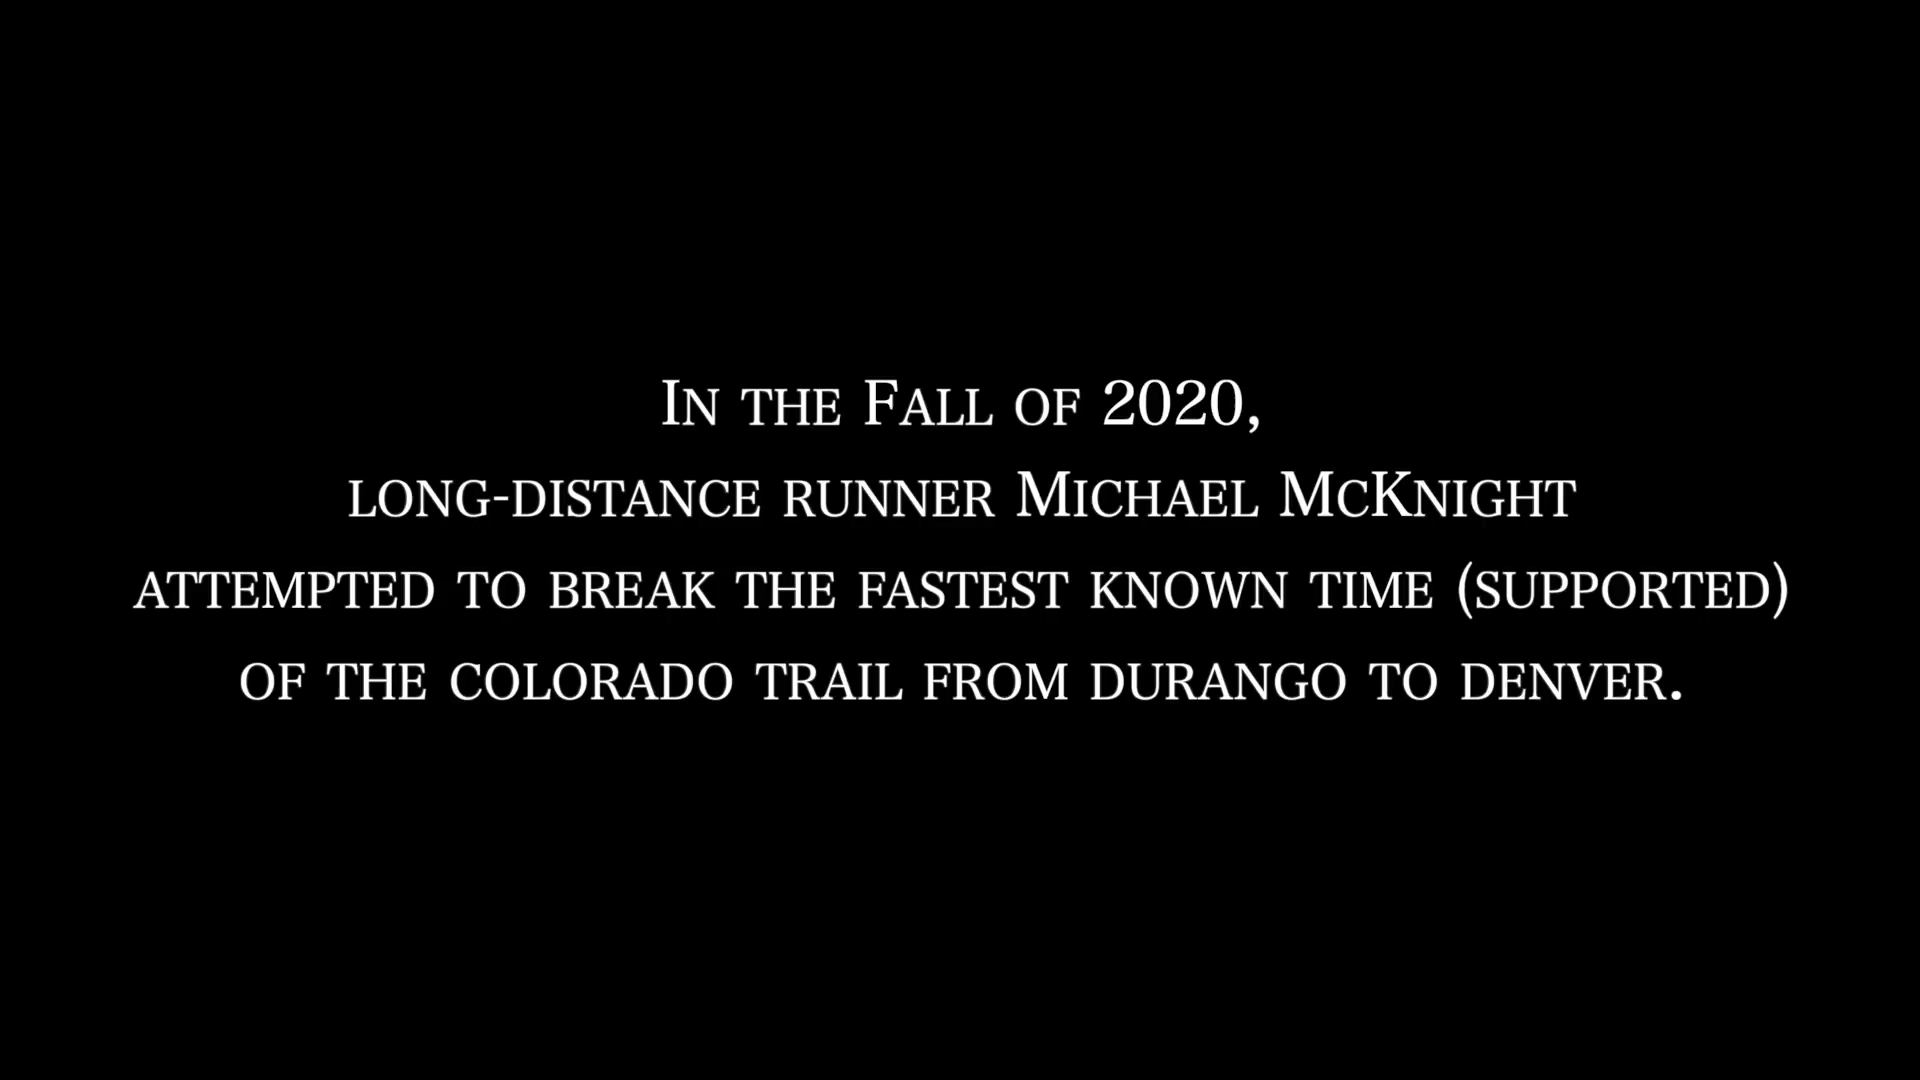 In the Fall of 2020,
long-distance runner Michael McKnight
attempted to break the fastest known time (supported)
of the colorado trail from durango to denver.